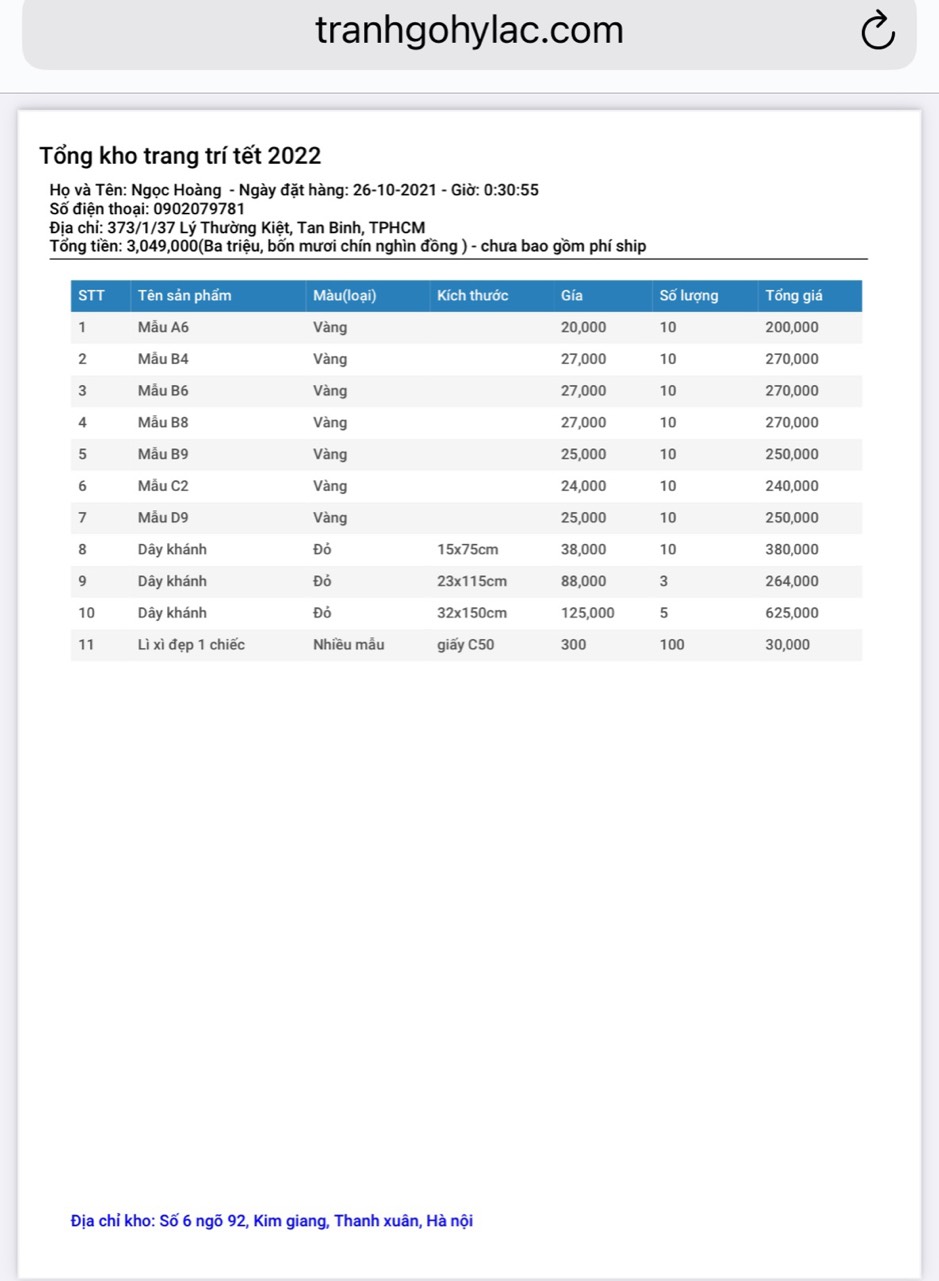 tranhgohylac.com
Tổng kho trang trí tết 2022
Họ và Tên: Ngọc Hoàng - Ngày đặt hàng: 26-10-2021 - Giờ: 0:30:55
Số điện thoại: 0902079781
Địa chỉ: 373/1/37 Lý Thường Kiệt, Tan Binh, TPHCM
Tổng tiền: 3,049,000(Ba triệu, bốn mươi chín nghìn đồng ) - chưa bao gồm phí ship
STT Tên sản phẩm Màu(loại) Kích thước Gía Số lượng Tổng giá
1 Mẫu A6 Vàng 20,000 10 200,000
2 Mẫu B4 Vàng 27,000 10 270,000
3 Mẫu B6 Vàng 27,000 10 270,000
4 Mẫu B8 Vàng 27,000 10 270,000
5 Mẫu B9 Vàng 25,000 10 250,000
6 Mẫu C2 Vàng 24,000 10 240,000
7 Mẫu D9 Vàng 25,000 10 250,000
8 Dây khánh Đỏ 15x75cm 38,000 10 380,000
9 Dây khánh Đỏ 23x115cm 88,000 3 264,000
10 Dây khánh Đỏ 32x150cm 125,000 5 625,000
11 Lì xì đẹp 1 chiếc Nhiều mẫu giấy C50 300 100 30,000
Địa chỉ kho: Số 6 ngõ 92, Kim giang, Thanh xuân, Hà nội